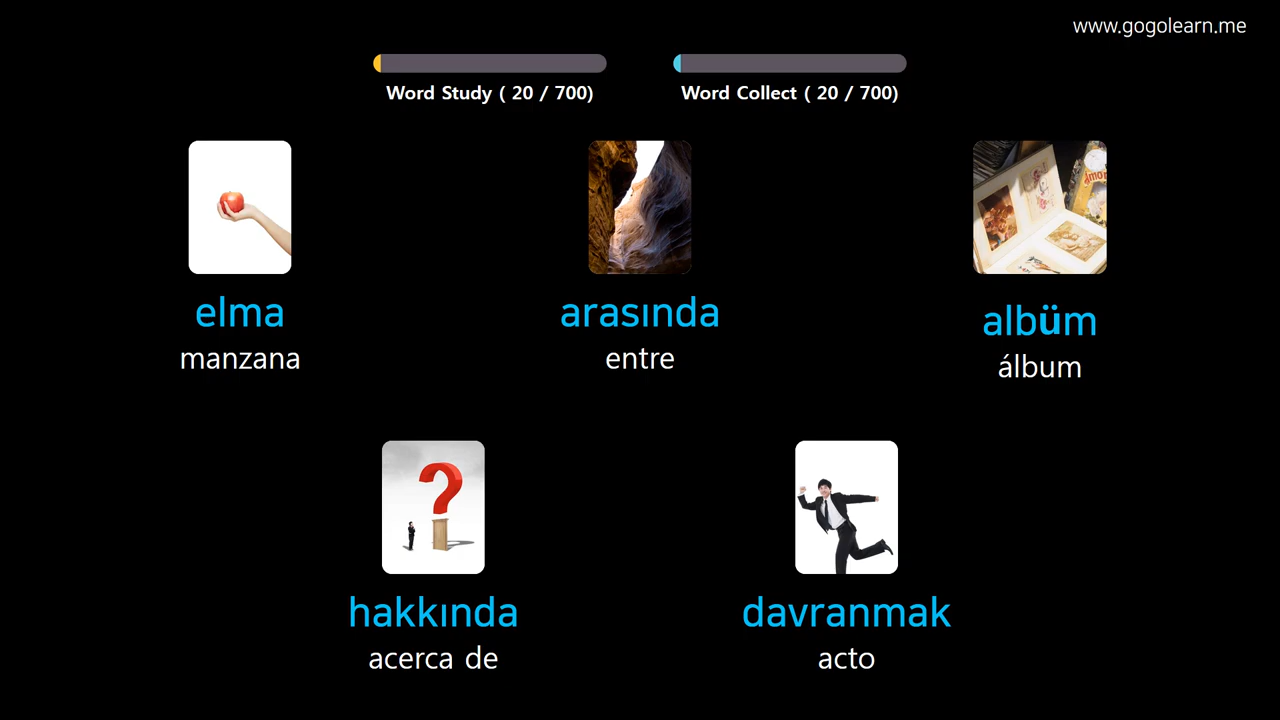 www.gogolearn.me
Word Study ( 20 / 700)
Word Collect ( 20 / 700)
elma
manzana
arasında
entre
albüm
álbum
hakkında
acerca de
davranmak
acto